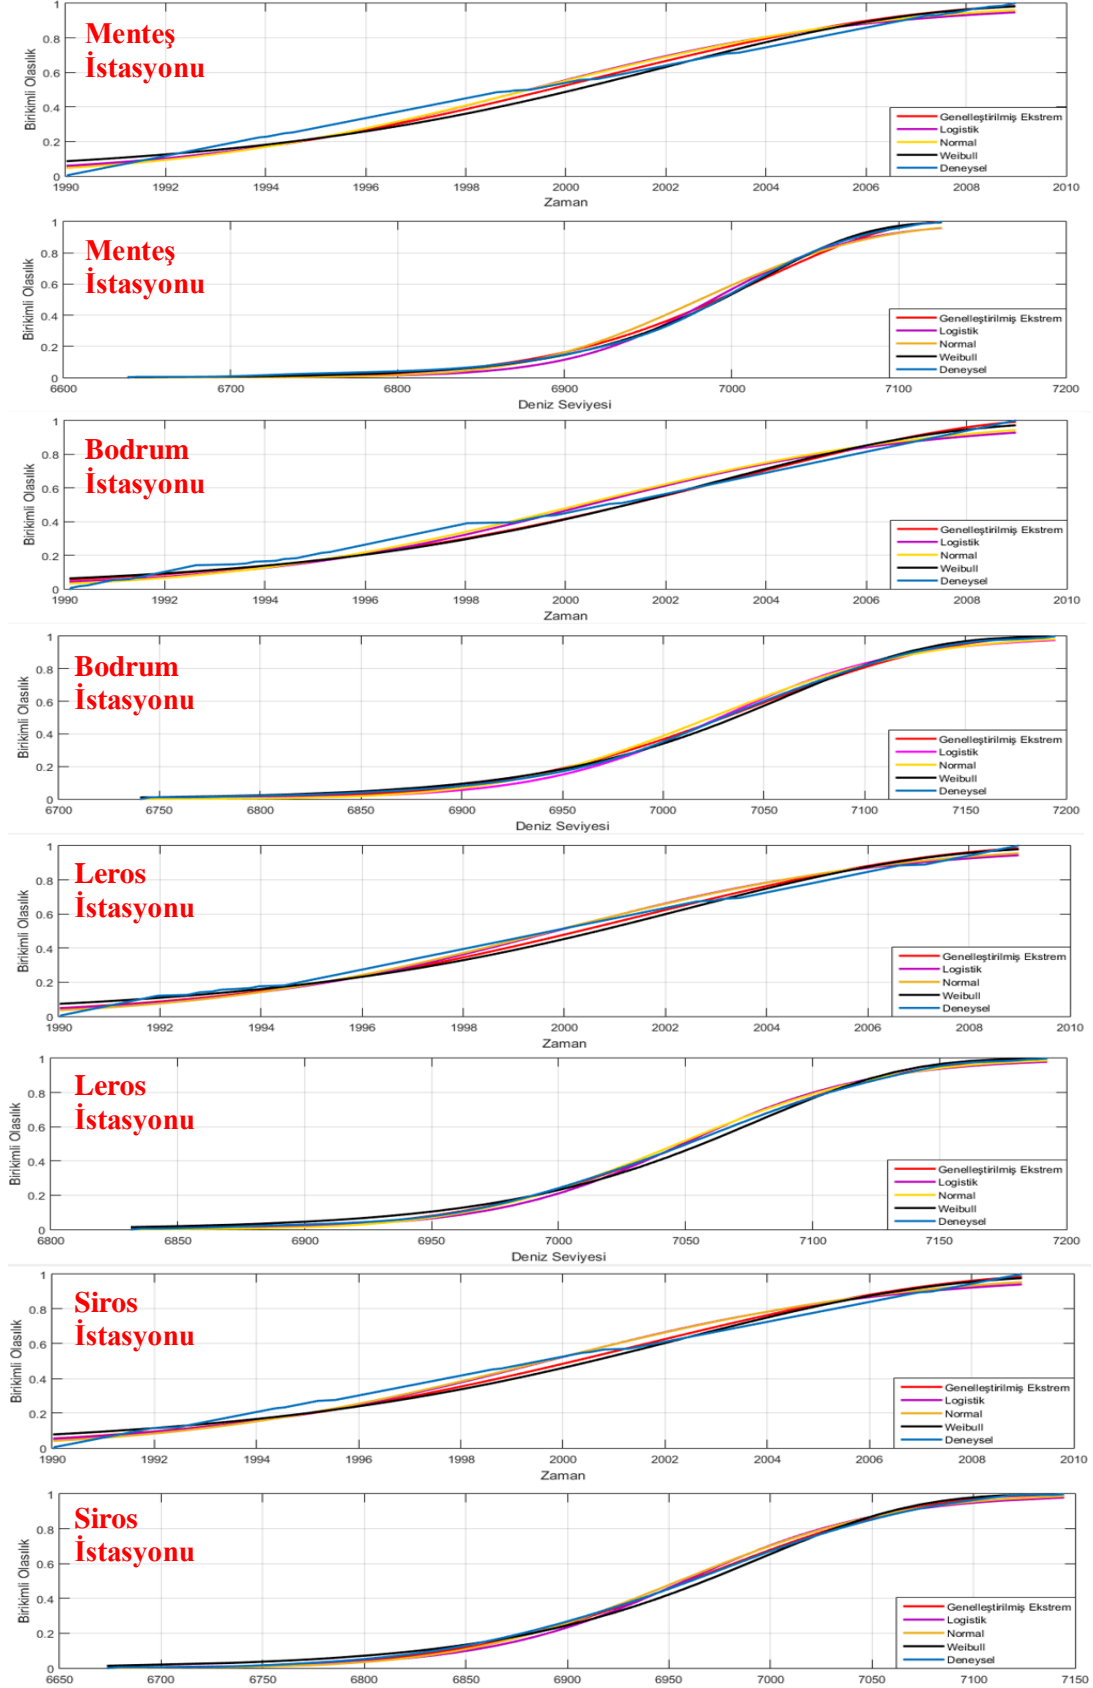 Menteş
İstasyonu
Birikimli Olasılık
1
0.8
0.6
0.4
0.2
0
Genelleştirilmiş Ekstrem
Logistik
Normal
Weibull
Deneysel
1990 1992 1994 1996 1998 2000 2002 2004 2006 2008 2010
Zaman
Menteş
İstasyonu
Birikimli Olasılık
1
0.8
0.6
0.4
0.2
0
Genelleştirilmiş Ekstrem
Logistik
Normal
Weibull
Deneysel
6600 6700 6800 6900 7000 7100 7200
Deniz Seviyesi
Bodrum
İstasyonu
Birikimli Olasılık
1
0.8
0.6
0.4
0.2
0
Genelleştirilmiş Ekstrem
Logistik
Normal
Weibull
Deneysel
1990 1992 1994 1996 1998 2000 2002 2004 2006 2008 2010
Zaman
Bodrum
İstasyonu
Birikimli Olasılık
1
0.8
0.6
0.4
0.2
0
Genelleştirilmiş Ekstrem
Logistik
Normal
Weibull
Deneysel
6700 6750 6800 6850 6900 6950 7000 7050 7100 7150 7200
Deniz Seviyesi
Leros
İstasyonu
Birikimli Olasılık
1
0.8
0.6
0.4
0.2
0
Genelleştirilmiş Ekstrem
Logistik
Normal
Weibull
Deneysel
1990 1992 1994 1996 1998 2000 2002 2004 2006 2008 2010
Zaman
Leros
İstasyonu
Birikimli Olasılık
1
0.8
0.6
0.4
0.2
0
Genelleştirilmiş Ekstrem
Logistik
Normal
Weibull
Deneysel
6800 6850 6900 6950 7000 7050 7100 7150 7200
Deniz Seviyesi
Siros
İstasyonu
Birikimli Olasılık
1
0.8
0.6
0.4
0.2
0
Genelleştirilmiş Ekstrem
Logistik
Normal
Weibull
Deneysel
1990 1992 1994 1996 1998 2000 2002 2004 2006 2008 2010
Zaman
Siros
İstasyonu
Birikimli Olasılık
1
0.8
0.6
0.4
0.2
0
Genelleştirilmiş Ekstrem
Logistik
Normal
Weibull
Deneysel
6650 6700 6750 6800 6850 6900 6950 7000 7050 7100 7150